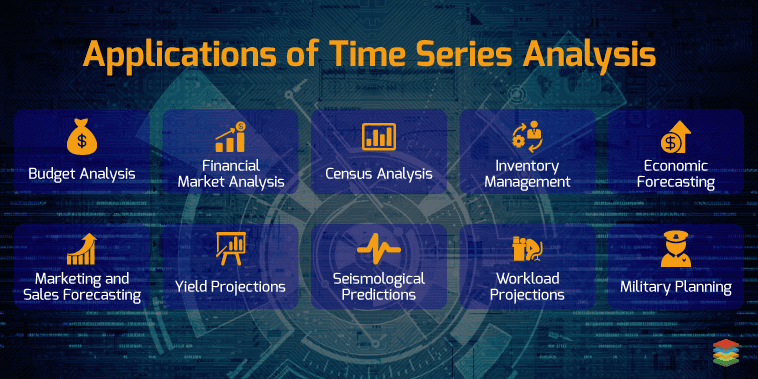 Applications of Time Series Analysis
Budget Analysis
Financial
Market Analysis
Census Analysis
Inventory
Management
Economic
Forecasting
Marketing and
Sales Forecasting
Yield Projections
Seismological
Predictions
Workload
Projections
Military Planning